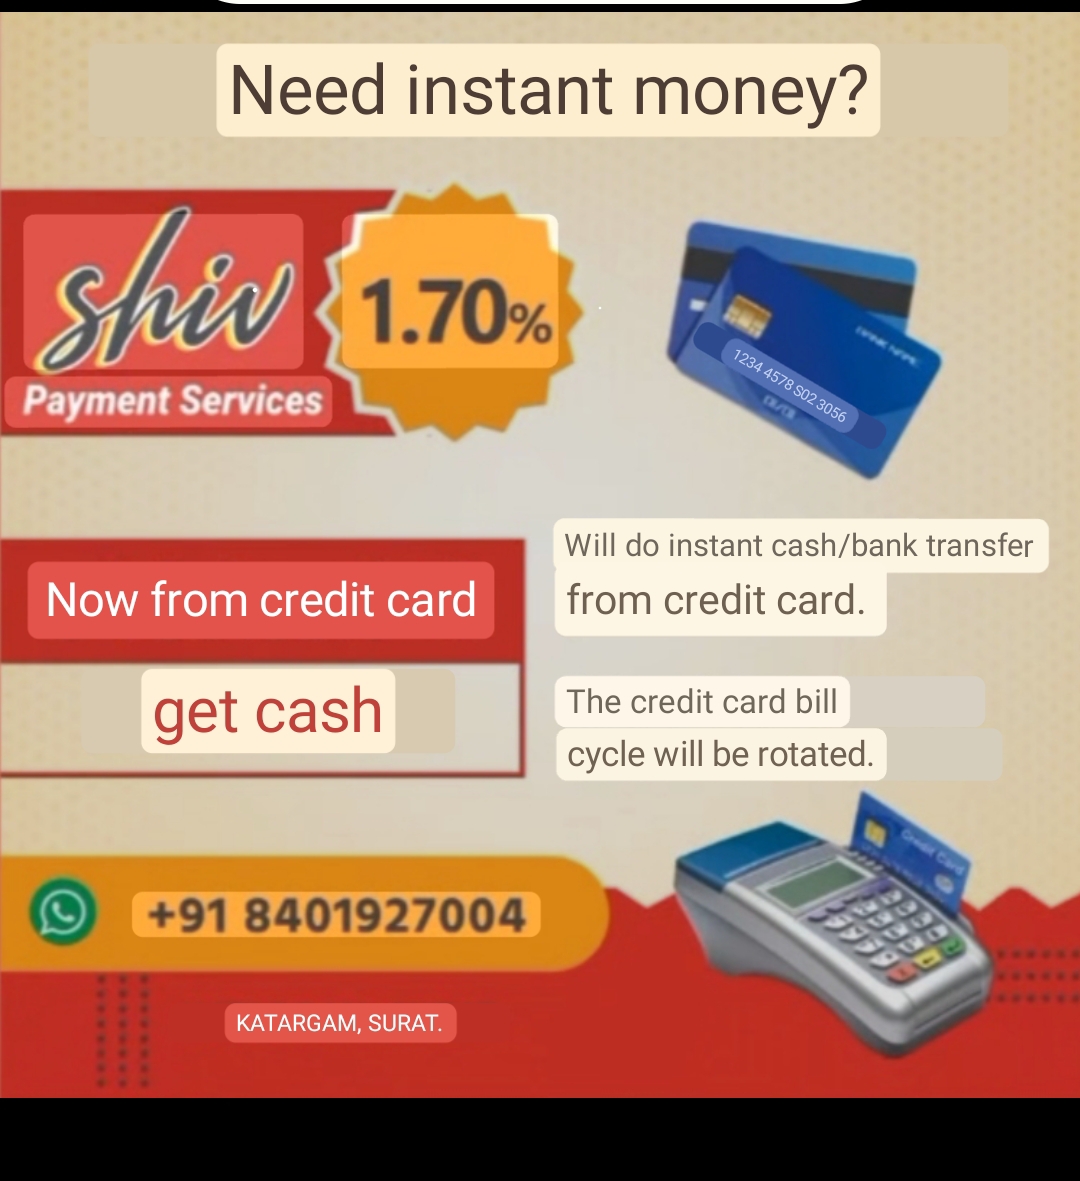 Need instant money?
shiv
1.70%
Payment Services
BANK NAME
1234 4578 S02 3056
Now from credit card
get cash
Will do instant cash/bank transfer
from credit card.
The credit card bill
cycle will be rotated.
Credit Card
+91 8401927004
KATARGAM, SURAT.